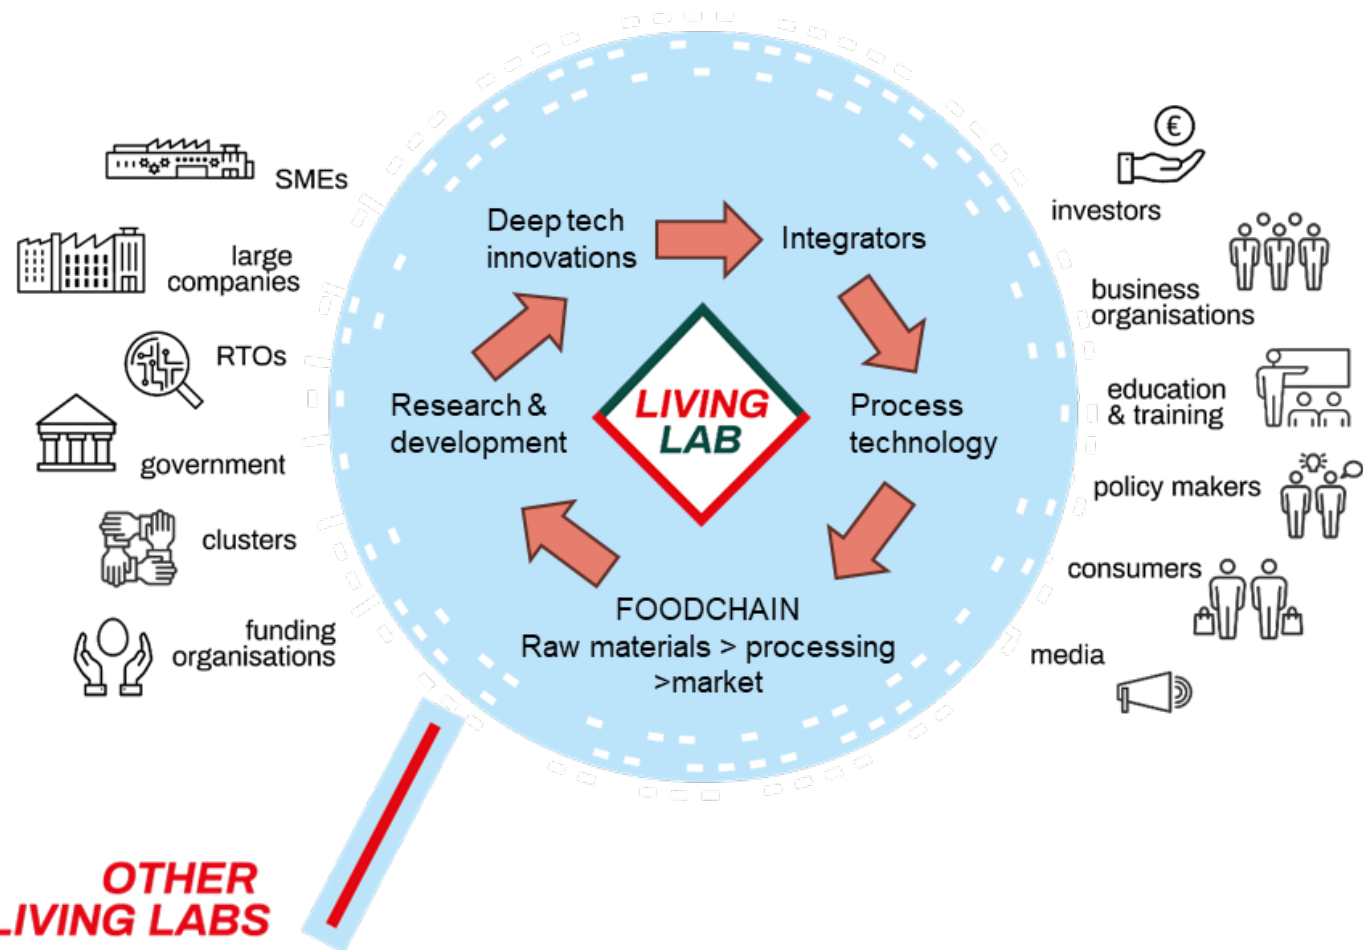 SMEs
large
companies
RTOs
government
clusters
funding
organisations
Deep tech
innovations
Integrators
Research &
development
LIVING
LAB
Process
technology
FOODCHAIN
Raw materials > processing
>market
€
investors
business
organisations
education
& training
policy makers
consumers
media
OTHER
LIVING LABS